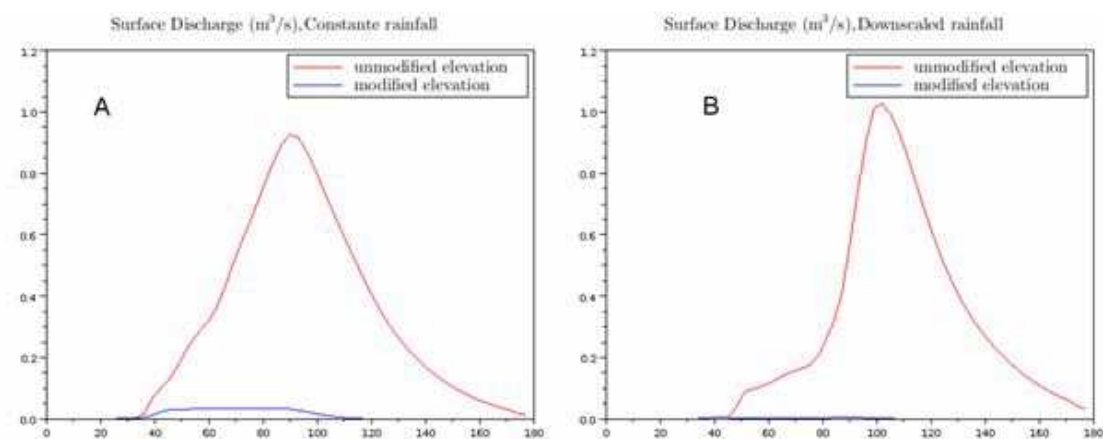 Surface Discharge (m³/s),Constante rainfall
1.2
unmodified elevation
modified elevation
A
1.0
0.8
0.6
0.4
0.2
0.0
0 20 40 60 80 100 120 140 160 180
Surface Discharge (m³/s),Downscaled rainfall
1.2
unmodified elevation
modified elevation
B
1.0
0.8
0.6
0.4
0.2
0.0
0 20 40 60 80 100 120 140 160 180